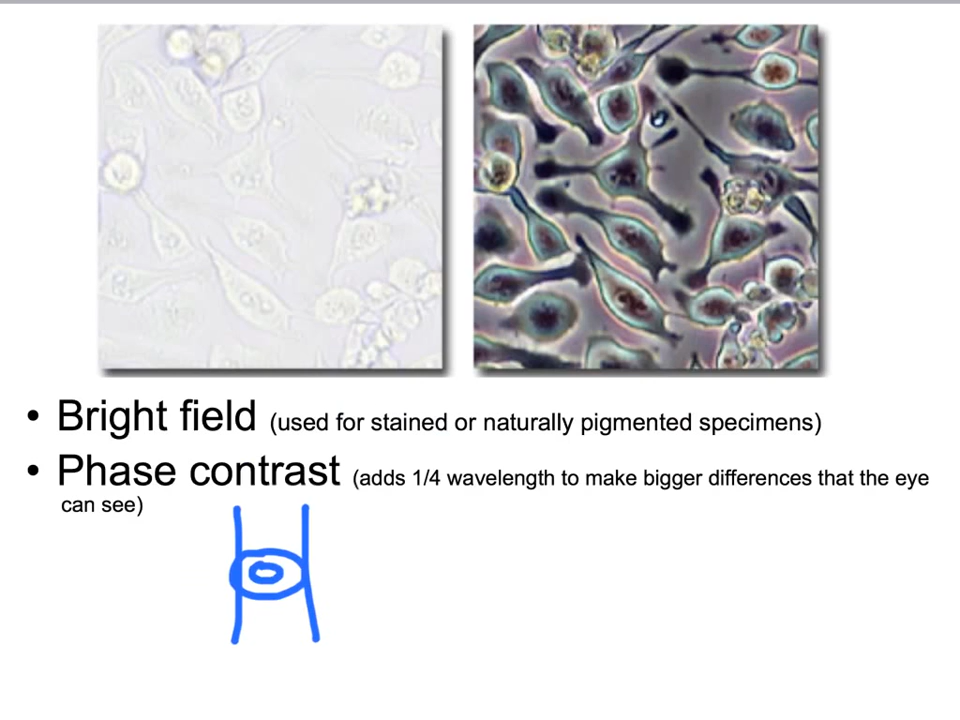 • Bright field (used for stained or naturally pigmented specimens)
• Phase contrast (adds 1/4 wavelength to make bigger differences that the eye
can see)